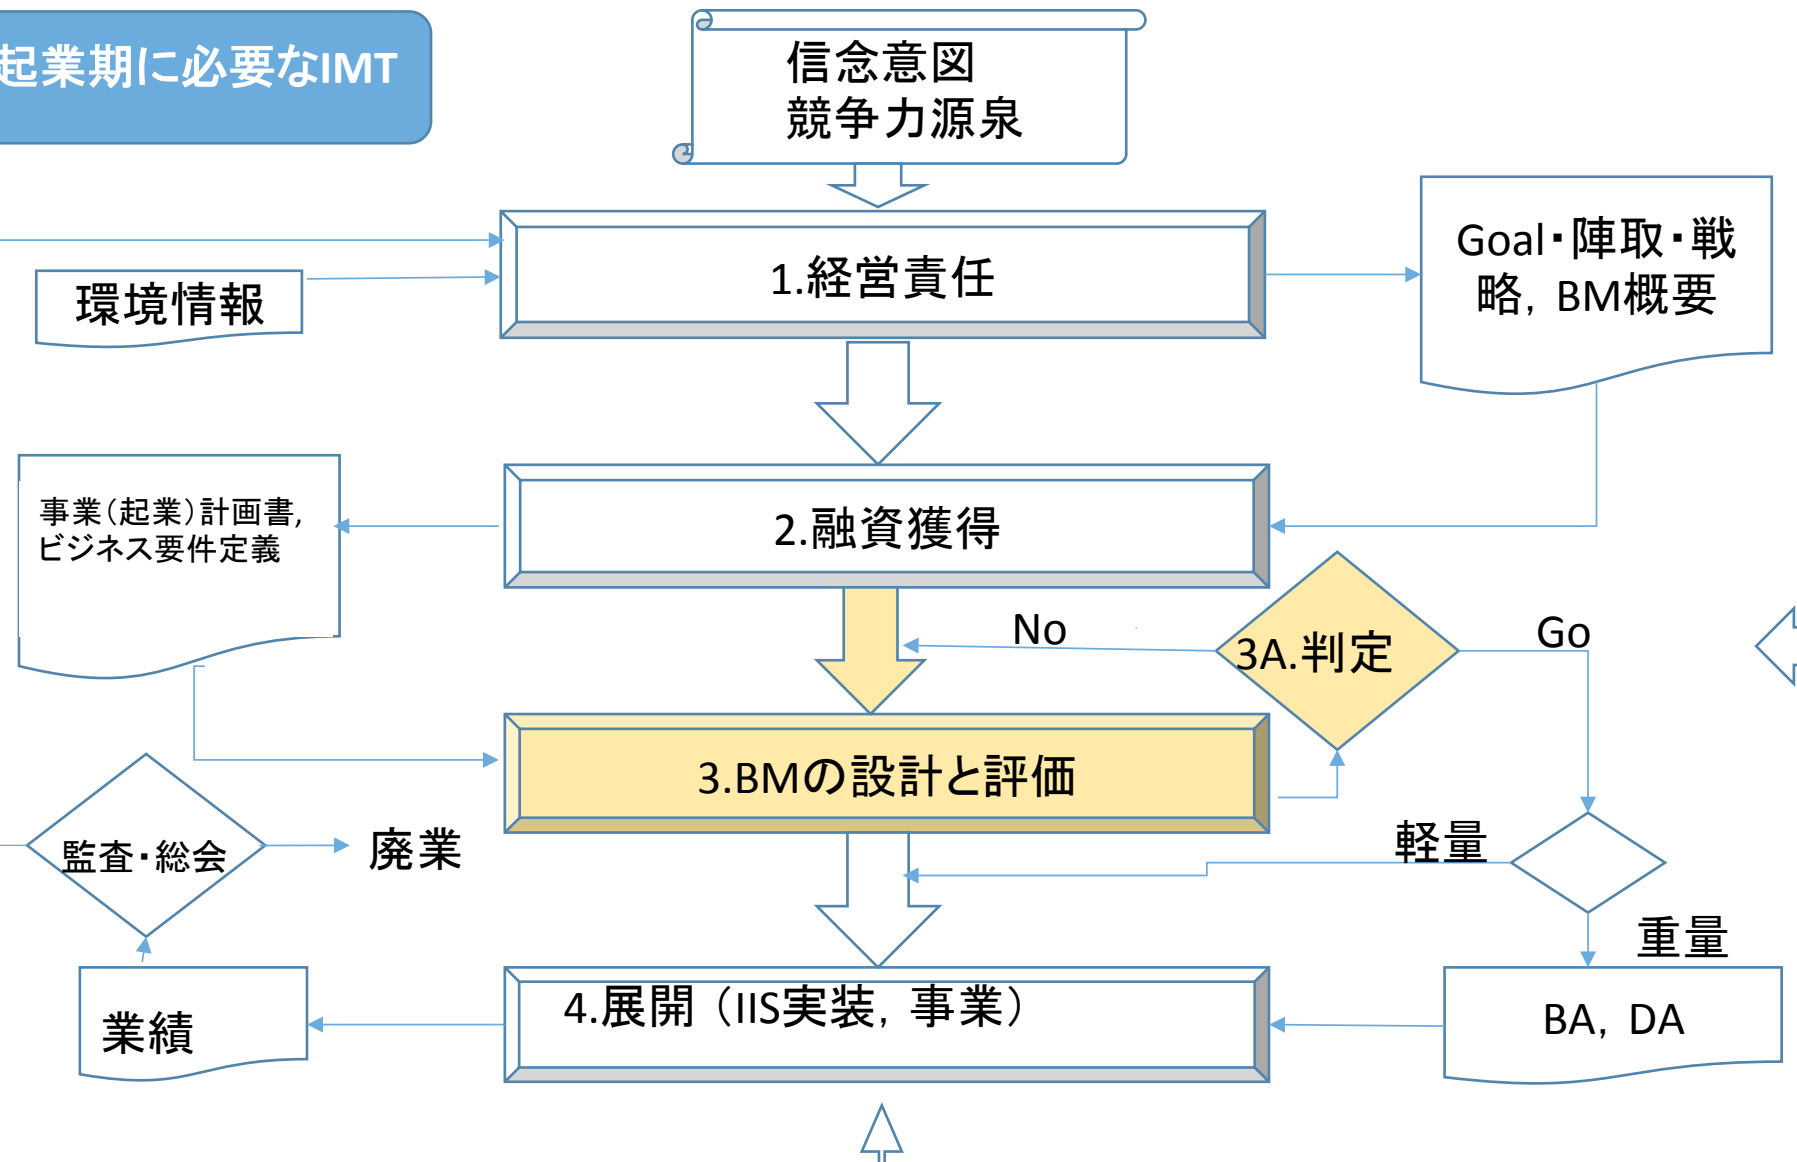 起業期に必要なIMT
信念意図
競争力源泉
1.経営責任
環境情報
Goal・陣取・戦
略, BM概要
2.融資獲得
事業(起業)計画書,
ビジネス要件定義
No
3A.判定
Go
3.BMの設計と評価
軽量
監査・総会
廃業
重量
4.展開（IIS実装, 事業）
業績
BA, DA